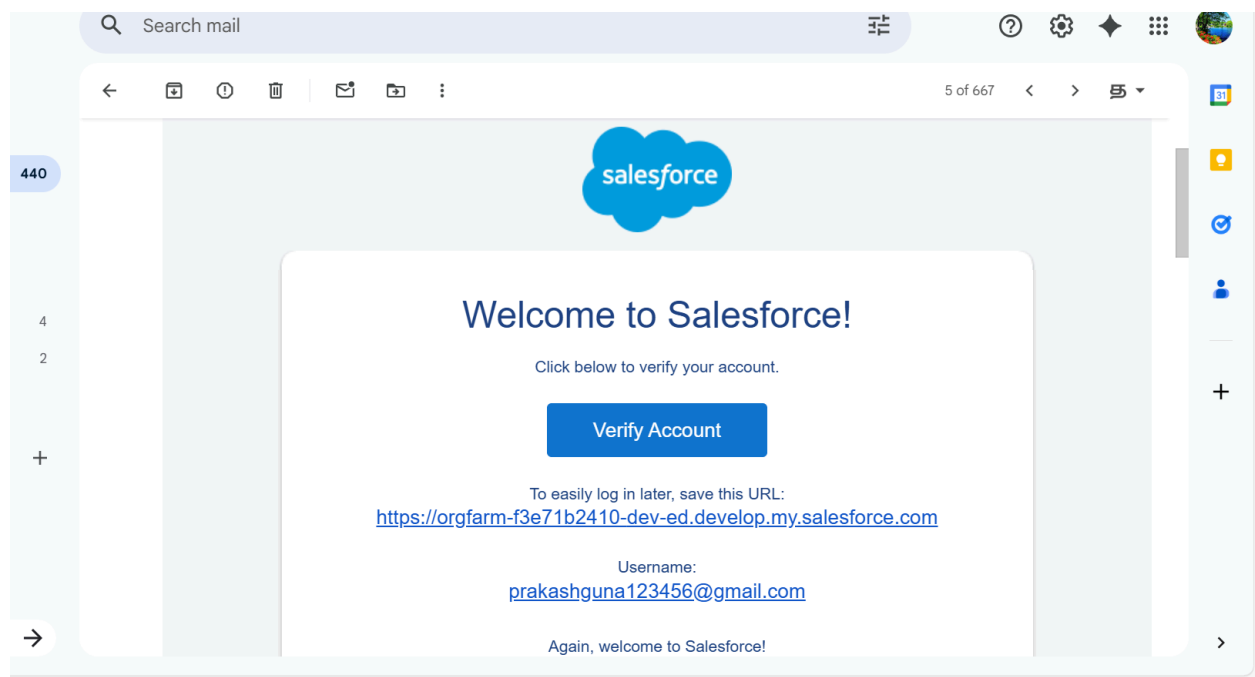 Search mail
5 of 667
31
440
salesforce
Welcome to Salesforce!
4
Click below to verify your account.
2
Verify Account
To easily log in later, save this URL:
https://orgfarm-f3e71b2410-dev-ed.develop.my.salesforce.com
Username:
prakashguna123456@gmail.com
Again, welcome to Salesforce!